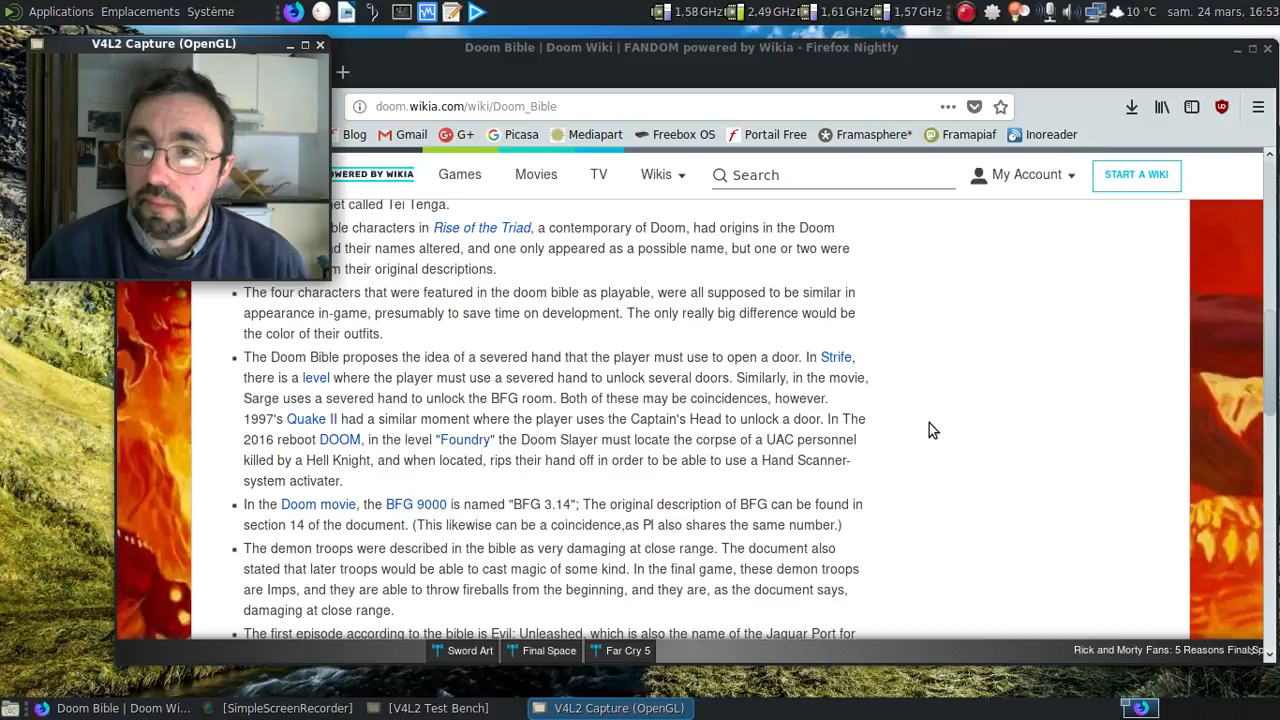 Applications Emplacements Système
1,58GHz 2,49 GHz 1,61GHz 1,57GHz 10 °C sam. 24 mars, 16:53
V4L2 Capture (OpenGL)
Doom Bible | Doom Wiki | FANDOM powered by Wikia - Firefox Nightly
doom.wikia.com/wiki/Doom_Bible
Blog Gmail G+ Picasa Mediapart Freebox OS Portail Free Framasphere* Framapiaf Inoreader
POWERED BY WIKIA Games Movies TV Wikis Search My Account START A WIKI
called Tei Tenga.
characters in Rise of the Triad, a contemporary of Doom, had origins in the Doom
their names altered, and one only appeared as a possible name, but one or two were
their original descriptions.
The four characters that were featured in the doom bible as playable, were all supposed to be similar in
appearance in-game, presumably to save time on development. The only really big difference would be
the color of their outfits.
The Doom Bible proposes the idea of a severed hand that the player must use to open a door. In Strife,
there is a level where the player must use a severed hand to unlock several doors. Similarly, in the movie,
Sarge uses a severed hand to unlock the BFG room. Both of these may be coincidences, however.
1997's Quake II had a similar moment where the player uses the Captain's Head to unlock a door. In The
2016 reboot DOOM, in the level "Foundry" the Doom Slayer must locate the corpse of a UAC personnel
killed by a Hell Knight, and when located, rips their hand off in order to be able to use a Hand Scanner-
system activater.
In the Doom movie, the BFG 9000 is named "BFG 3.14"; The original description of BFG can be found in
section 14 of the document. (This likewise can be a coincidence,as PI also shares the same number.)
The demon troops were described in the bible as very damaging at close range. The document also
stated that later troops would be able to cast magic of some kind. In the final game, these demon troops
are Imps, and they are able to throw fireballs from the beginning, and they are, as the document says,
damaging at close range.
The first episode according to the bible is Evil: Unleashed, which is also the name of the Jaguar Port for
Sword Art Final Space Far Cry 5 Rick and Morty Fans: 5 Reasons Final Sp
Doom Bible | Doom Wi... [SimpleScreenRecorder] [V4L2 Test Bench] V4L2 Capture (OpenGL)